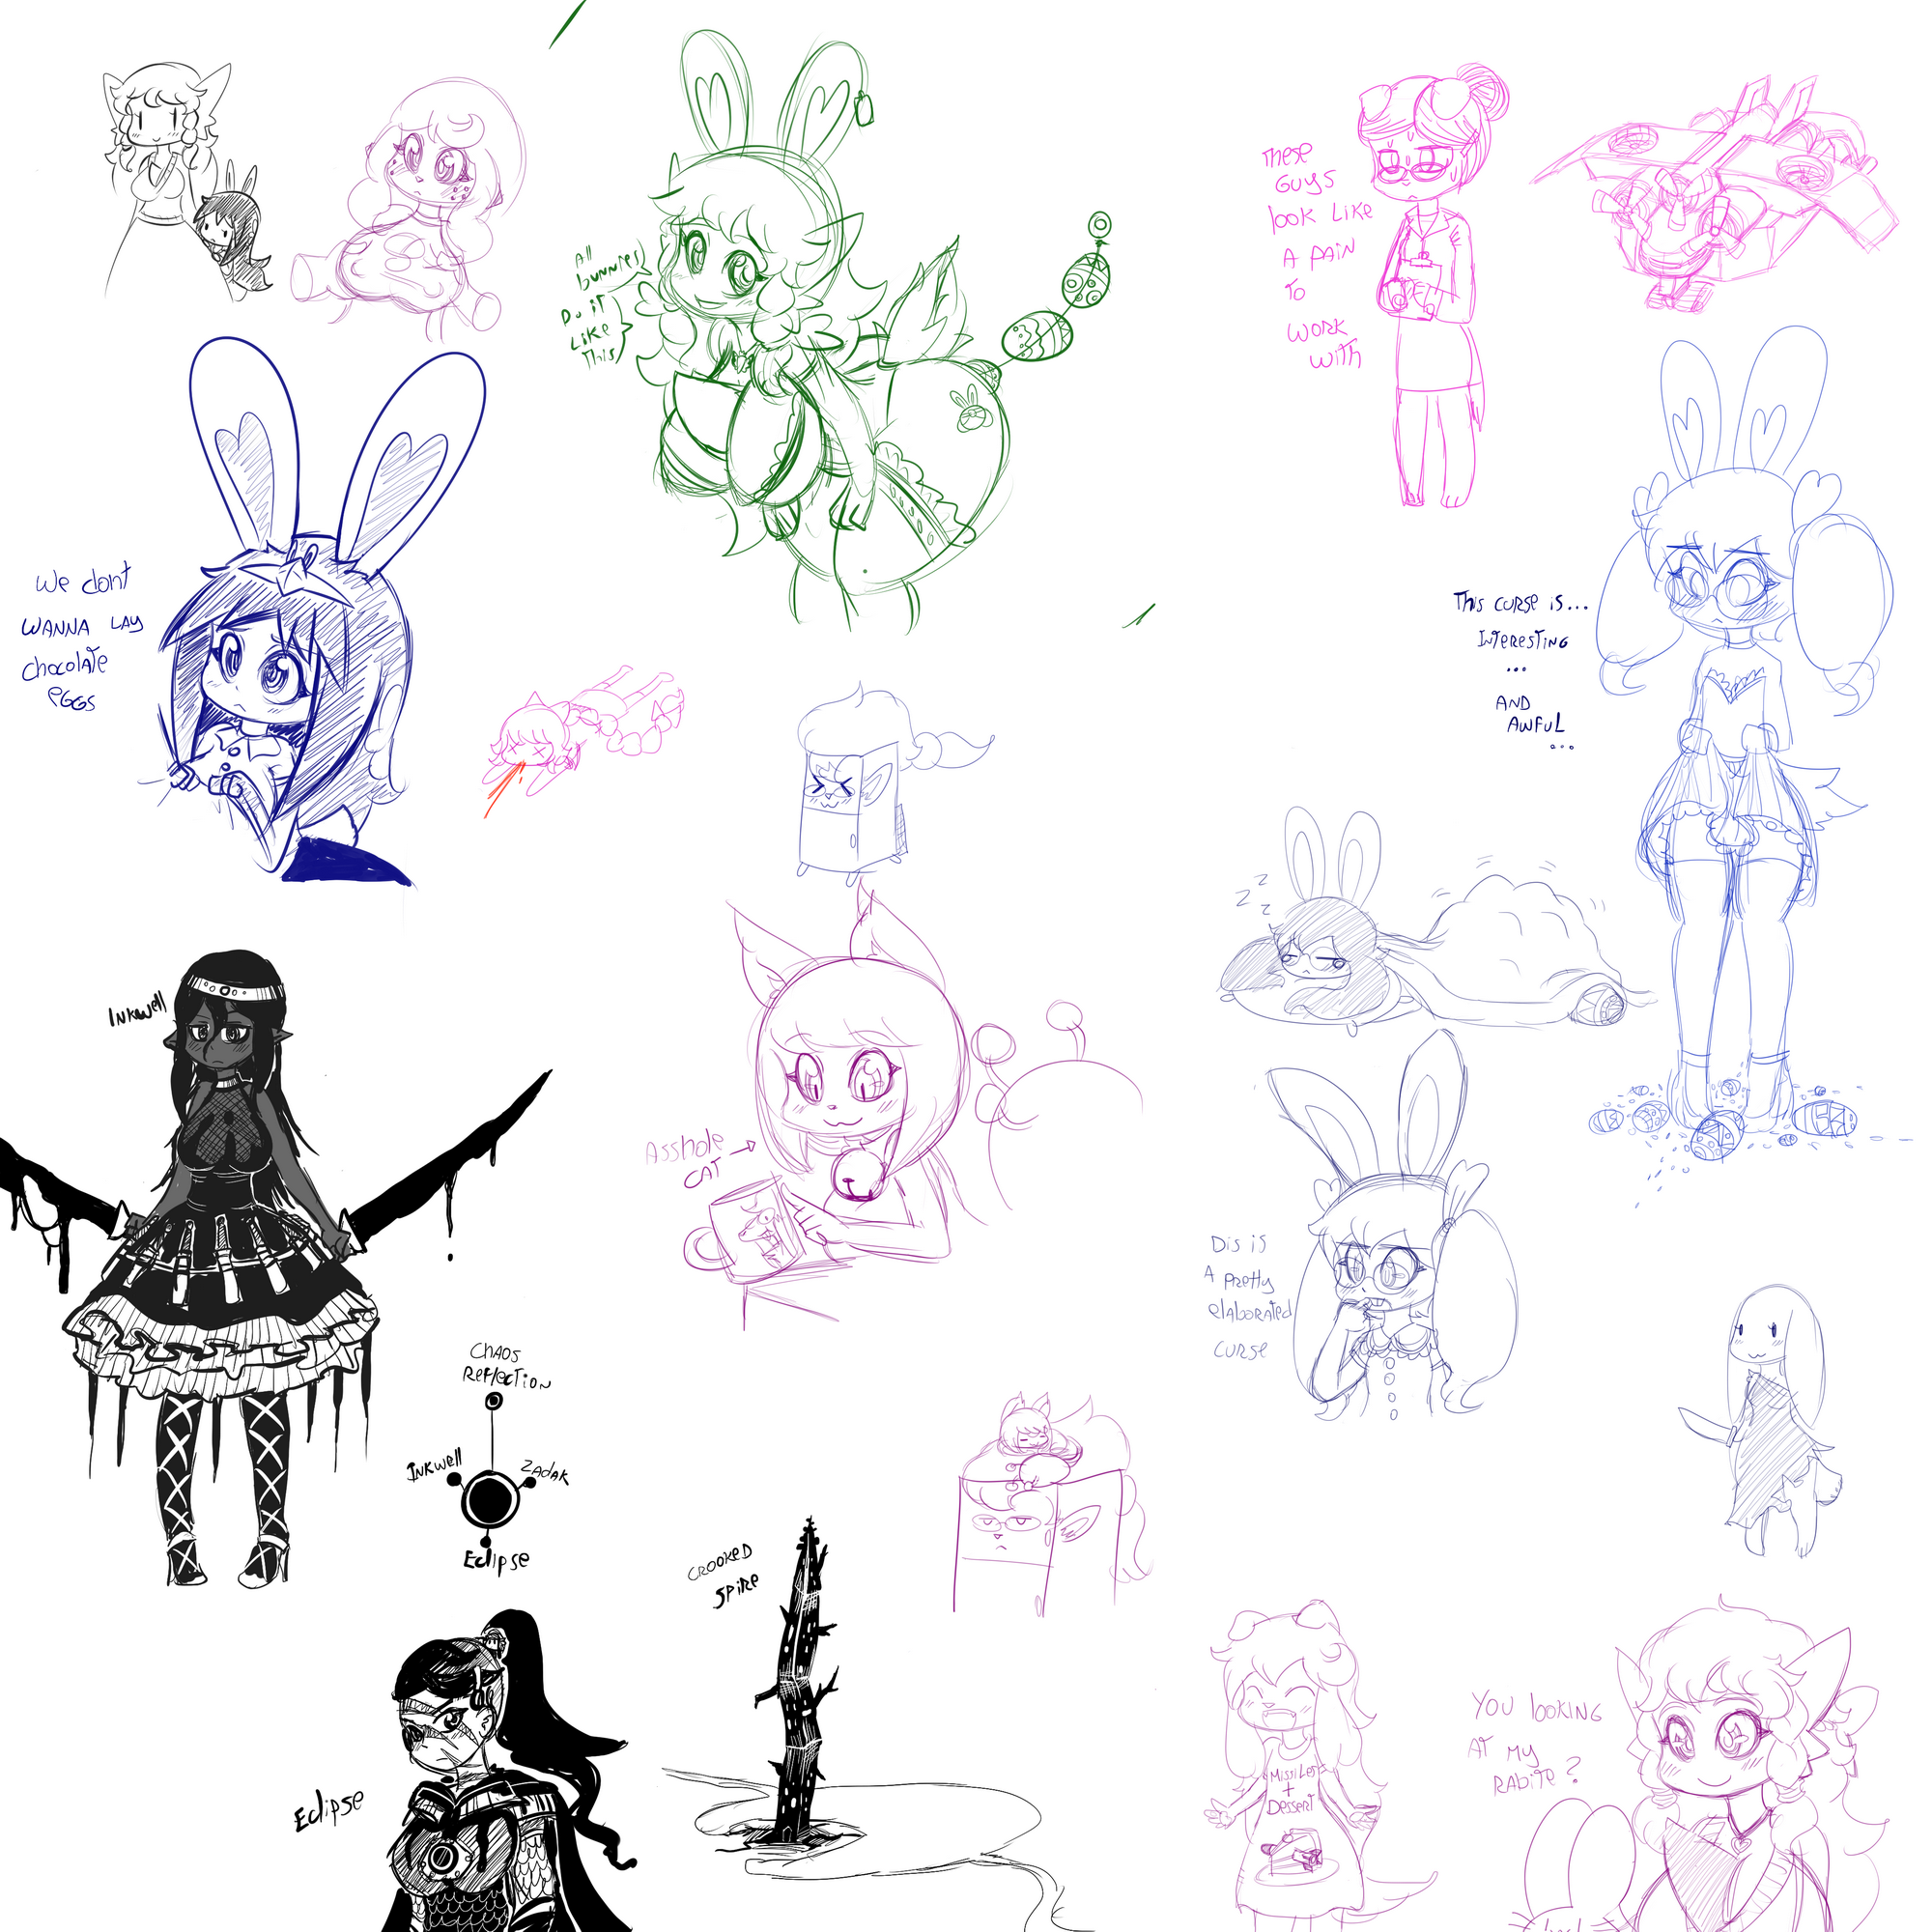 These
Guys
look Like
A pain
to
work
with
All
bunnies
Do it
Like
this
We dont
WANNA LAY
chocolate
eggs
This curse is...
Interesting
...
AND
AWFUL
...
z z
z z
Inkwell
Asshole
CAT →
Dis is
A pretty
elaborated
curse
Chaos
Reflection
Inkwell
Zadak
Eclipse
CROOKED
SPIRE
Eclipse
Missiles
+
Dessert
You looking
AT my
RABite?